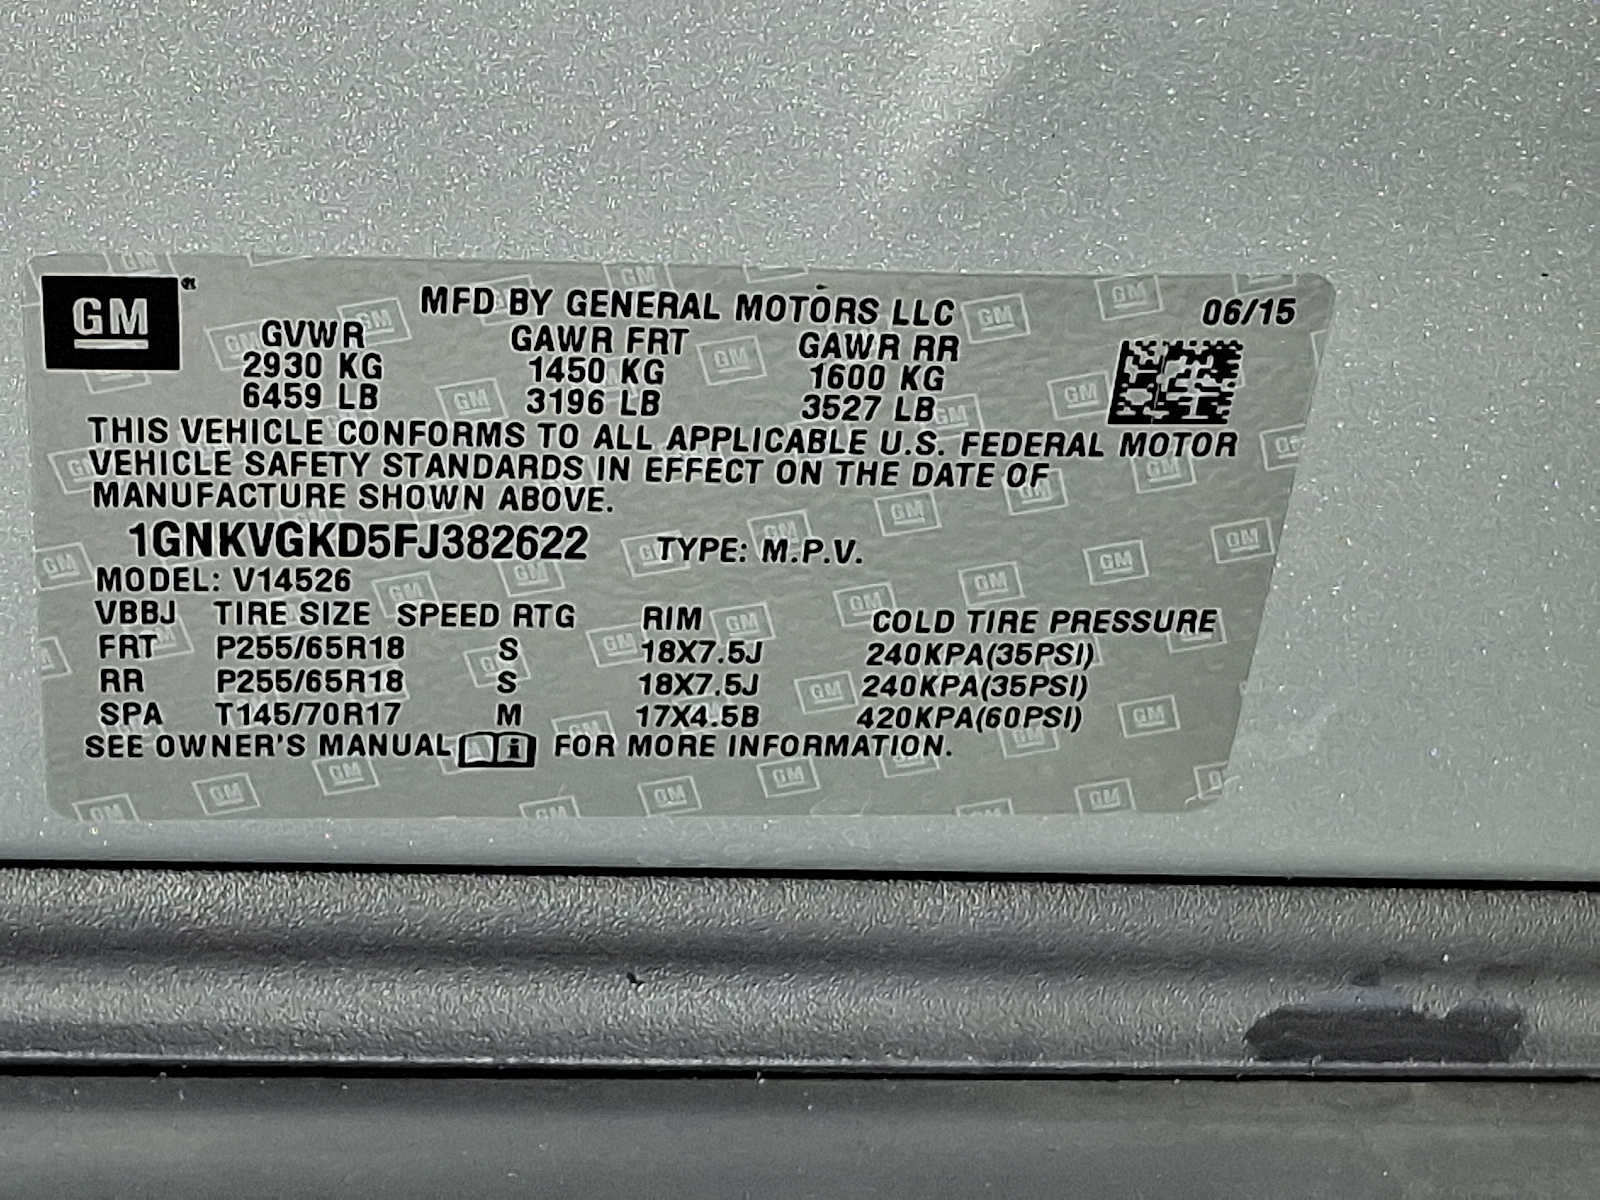 GM
MFD BY GENERAL MOTORS LLC 06/15
GVWR GAWR FRT GAWR RR
2930 KG 1450 KG 1600 KG
6459 LB 3196 LB 3527 LB
THIS VEHICLE CONFORMS TO ALL APPLICABLE U.S. FEDERAL MOTOR
VEHICLE SAFETY STANDARDS IN EFFECT ON THE DATE OF
MANUFACTURE SHOWN ABOVE.
1GNKVGKD5FJ382622 TYPE: M.P.V.
MODEL: V14526
VBBJ TIRE SIZE SPEED RTG RIM COLD TIRE PRESSURE
FRT P255/65R18 S 18X7.5J 240KPA(35PSI)
RR P255/65R18 S 18X7.5J 240KPA(35PSI)
SPA T145/70R17 M 17X4.5B 420KPA(60PSI)
SEE OWNER'S MANUAL i FOR MORE INFORMATION.